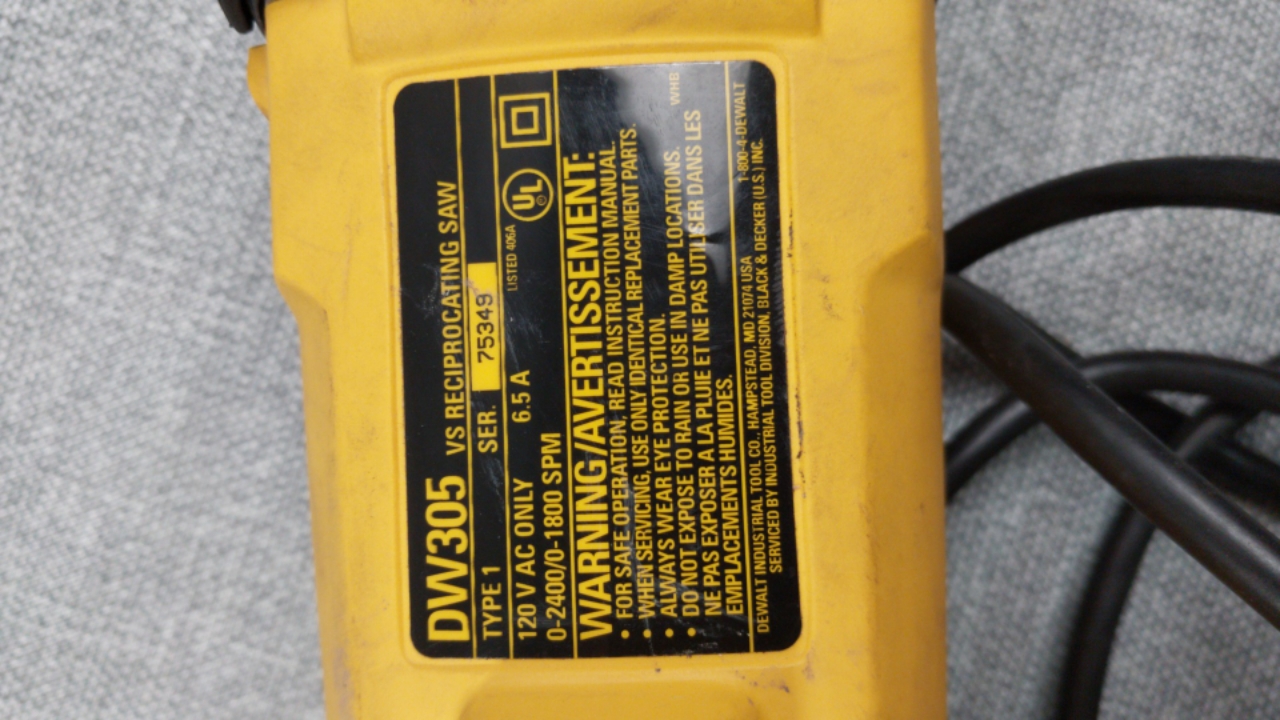 DW305 VS RECIPROCATING SAW
TYPE 1 SER. 75349
120 V AC ONLY 6.5 A LISTED 406A UL
0-2400/0-1800 SPM
WARNING/AVERTISSEMENT:
• FOR SAFE OPERATION, READ INSTRUCTION MANUAL.
• WHEN SERVICING, USE ONLY IDENTICAL REPLACEMENT PARTS.
• ALWAYS WEAR EYE PROTECTION.
• DO NOT EXPOSE TO RAIN OR USE IN DAMP LOCATIONS. WHB
NE PAS EXPOSER A LA PLUIE ET NE PAS UTILISER DANS LES
EMPLACEMENTS HUMIDES.
DEWALT INDUSTRIAL TOOL CO., HAMPSTEAD, MD 21074 USA 1-800-4-DEWALT
SERVICED BY INDUSTRIAL TOOL DIVISION, BLACK & DECKER (U.S.) INC.